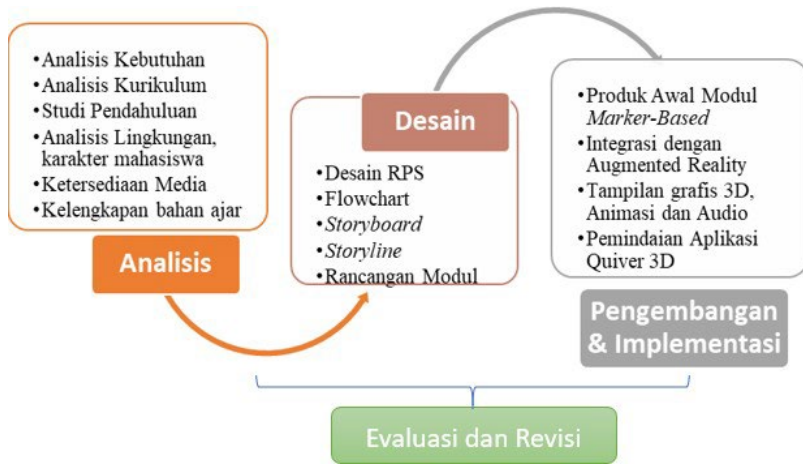 •Analisis Kebutuhan
•Analisis Kurikulum
•Studi Pendahuluan
•Analisis Lingkungan,
karakter mahasiswa
•Ketersediaan Media
•Kelengkapan bahan ajar
Analisis
Desain
•Desain RPS
•Flowchart
•Storyboard
•Storyline
•Rancangan Modul
•Produk Awal Modul
Marker-Based
•Integrasi dengan
Augmented Reality
•Tampilan grafis 3D,
Animasi dan Audio
•Pemindaian Aplikasi
Quiver 3D
Pengembangan
& Implementasi
Evaluasi dan Revisi